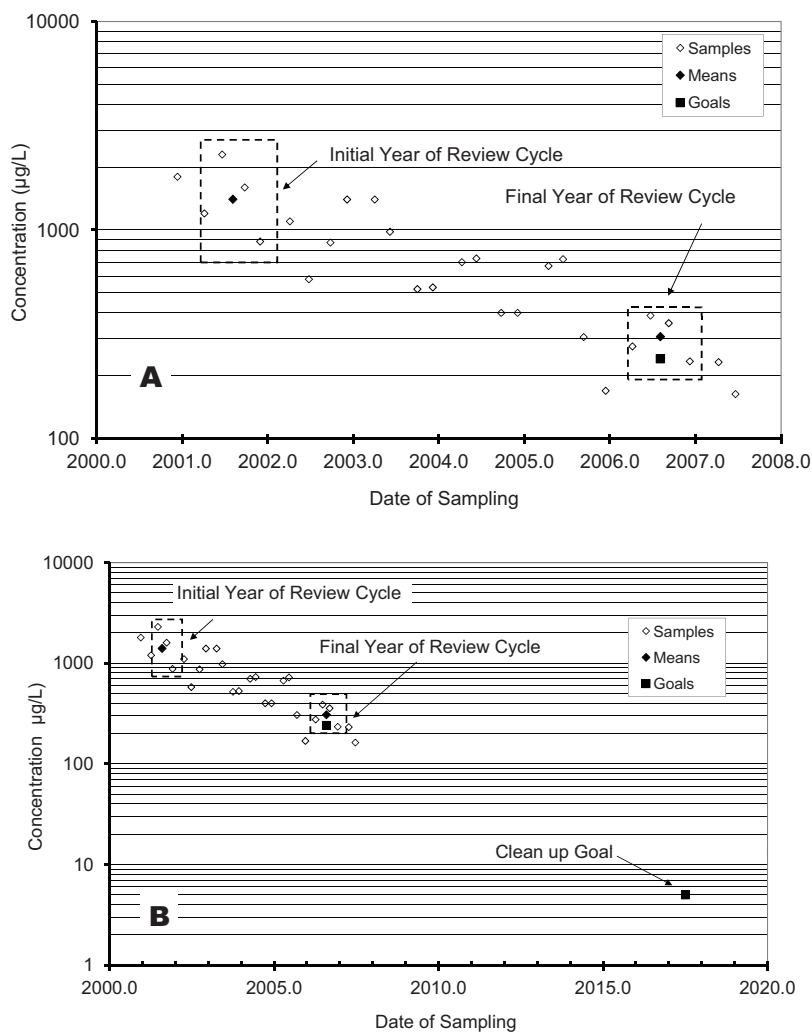 10000
Samples
Means
Goals
Initial Year of Review Cycle
Final Year of Review Cycle
Concentration (µg/L)
1000
A
100
2000.0 2001.0 2002.0 2003.0 2004.0 2005.0 2006.0 2007.0 2008.0
Date of Sampling
10000
Initial Year of Review Cycle
Samples
Means
Goals
Final Year of Review Cycle
1000
Concentration µg/L)
100
Clean up Goal
10
B
1
2000.0 2005.0 2010.0 2015.0 2020.0
Date of Sampling